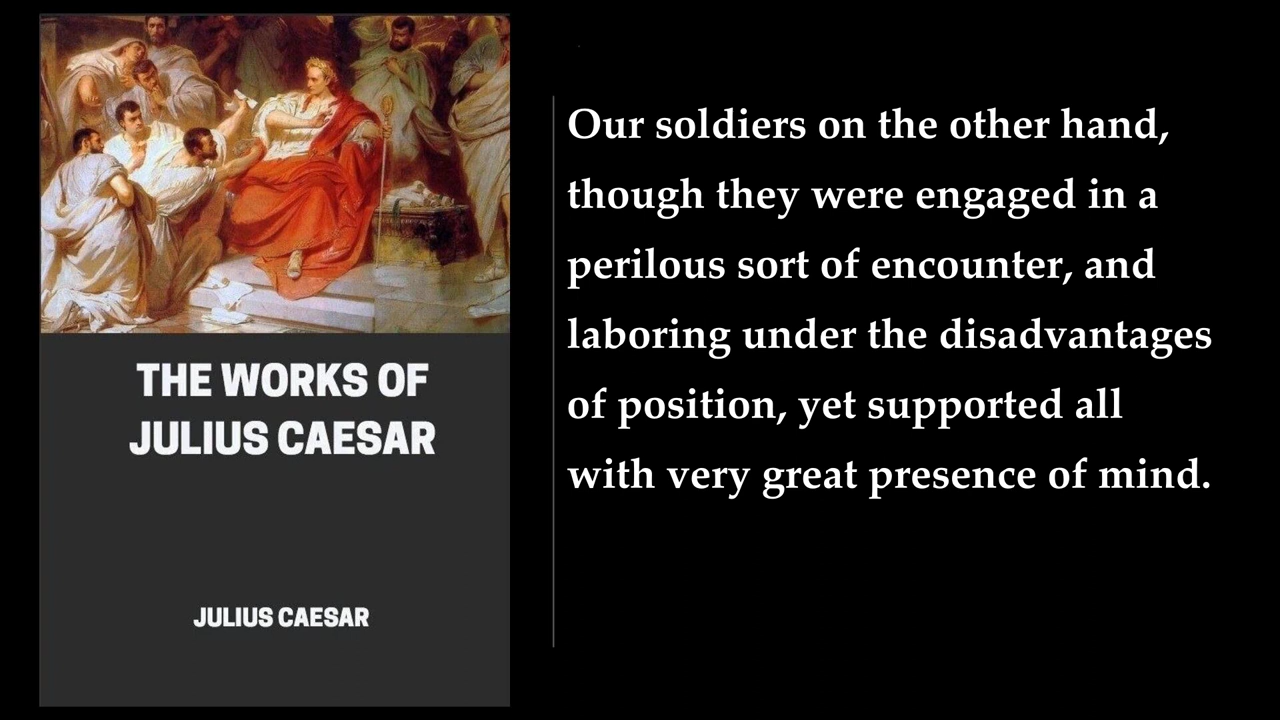 THE WORKS OF
JULIUS CAESAR
JULIUS CAESAR
Our soldiers on the other hand,
though they were engaged in a
perilous sort of encounter, and
laboring under the disadvantages
of position, yet supported all
with very great presence of mind.